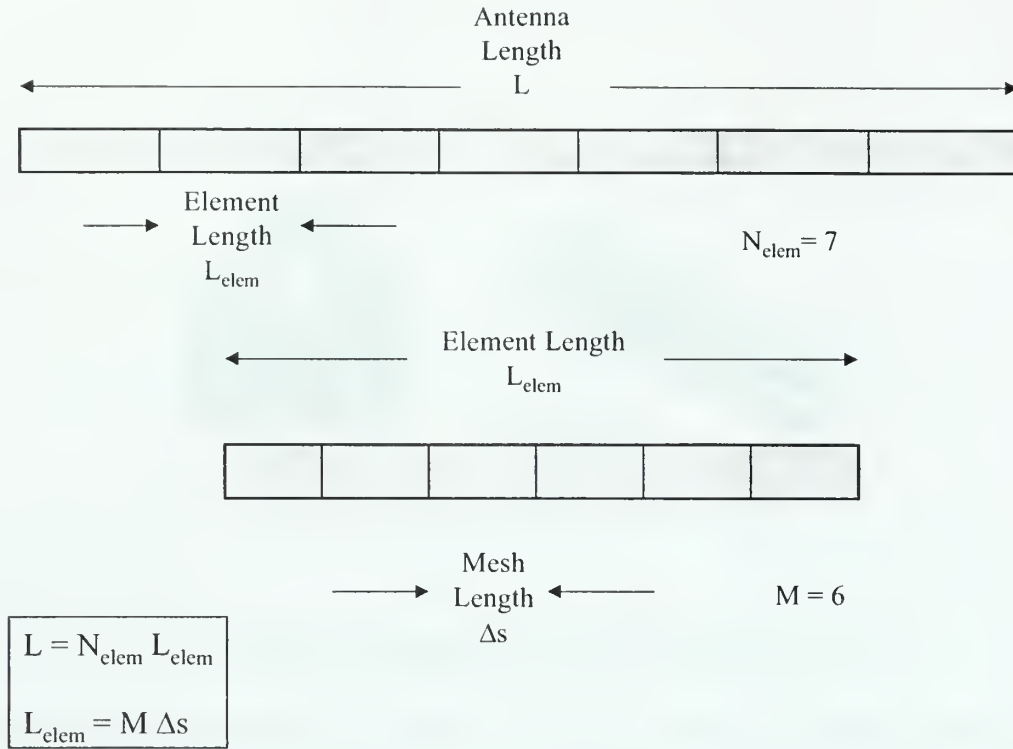 Antenna
Length
L
Element
Length
L_elem
N_elem = 7
Element Length
L_elem
Mesh
Length
Δs
M = 6
L = N_elem L_elem
L_elem = M Δs